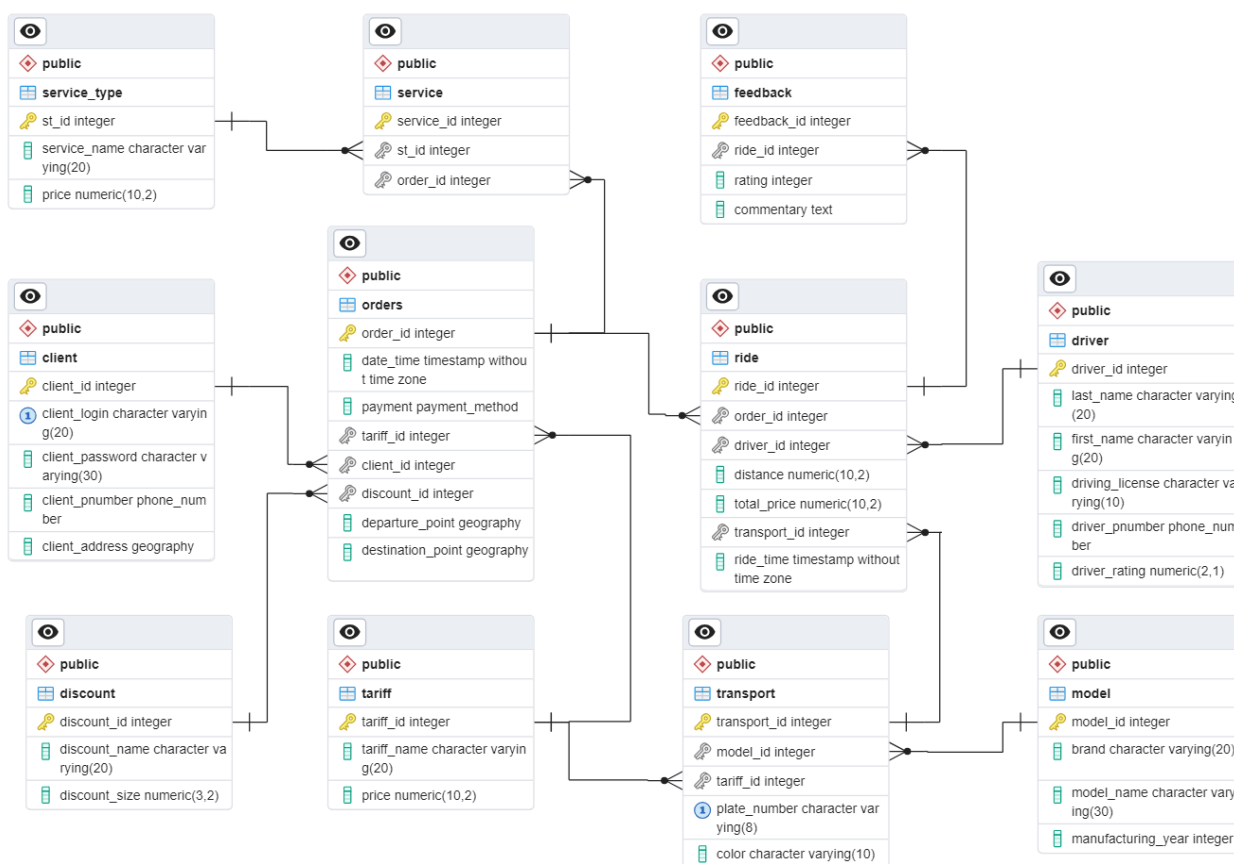 public
service_type
st_id integer
service_name character var
ying(20)
price numeric(10,2)
public
service
service_id integer
st_id integer
order_id integer
public
feedback
feedback_id integer
ride_id integer
rating integer
commentary text
public
client
client_id integer
1
client_login character varyin
g(20)
client_password character v
arying(30)
client_pnumber phone_num
ber
client_address geography
public
orders
order_id integer
date_time timestamp withou
t time zone
payment payment_method
tariff_id integer
client_id integer
discount_id integer
departure_point geography
destination_point geography
public
ride
ride_id integer
order_id integer
driver_id integer
distance numeric(10,2)
total_price numeric(10,2)
transport_id integer
ride_time timestamp without
time zone
public
driver
driver_id integer
last_name character varying
(20)
first_name character varyin
g(20)
driving_license character va
rying(10)
driver_pnumber phone_num
ber
driver_rating numeric(2,1)
public
discount
discount_id integer
discount_name character va
rying(20)
discount_size numeric(3,2)
public
tariff
tariff_id integer
tariff_name character varyin
g(20)
price numeric(10,2)
public
transport
transport_id integer
model_id integer
tariff_id integer
1
plate_number character var
ying(8)
color character varying(10)
public
model
model_id integer
brand character varying(20)
model_name character vary
ing(30)
manufacturing_year integer